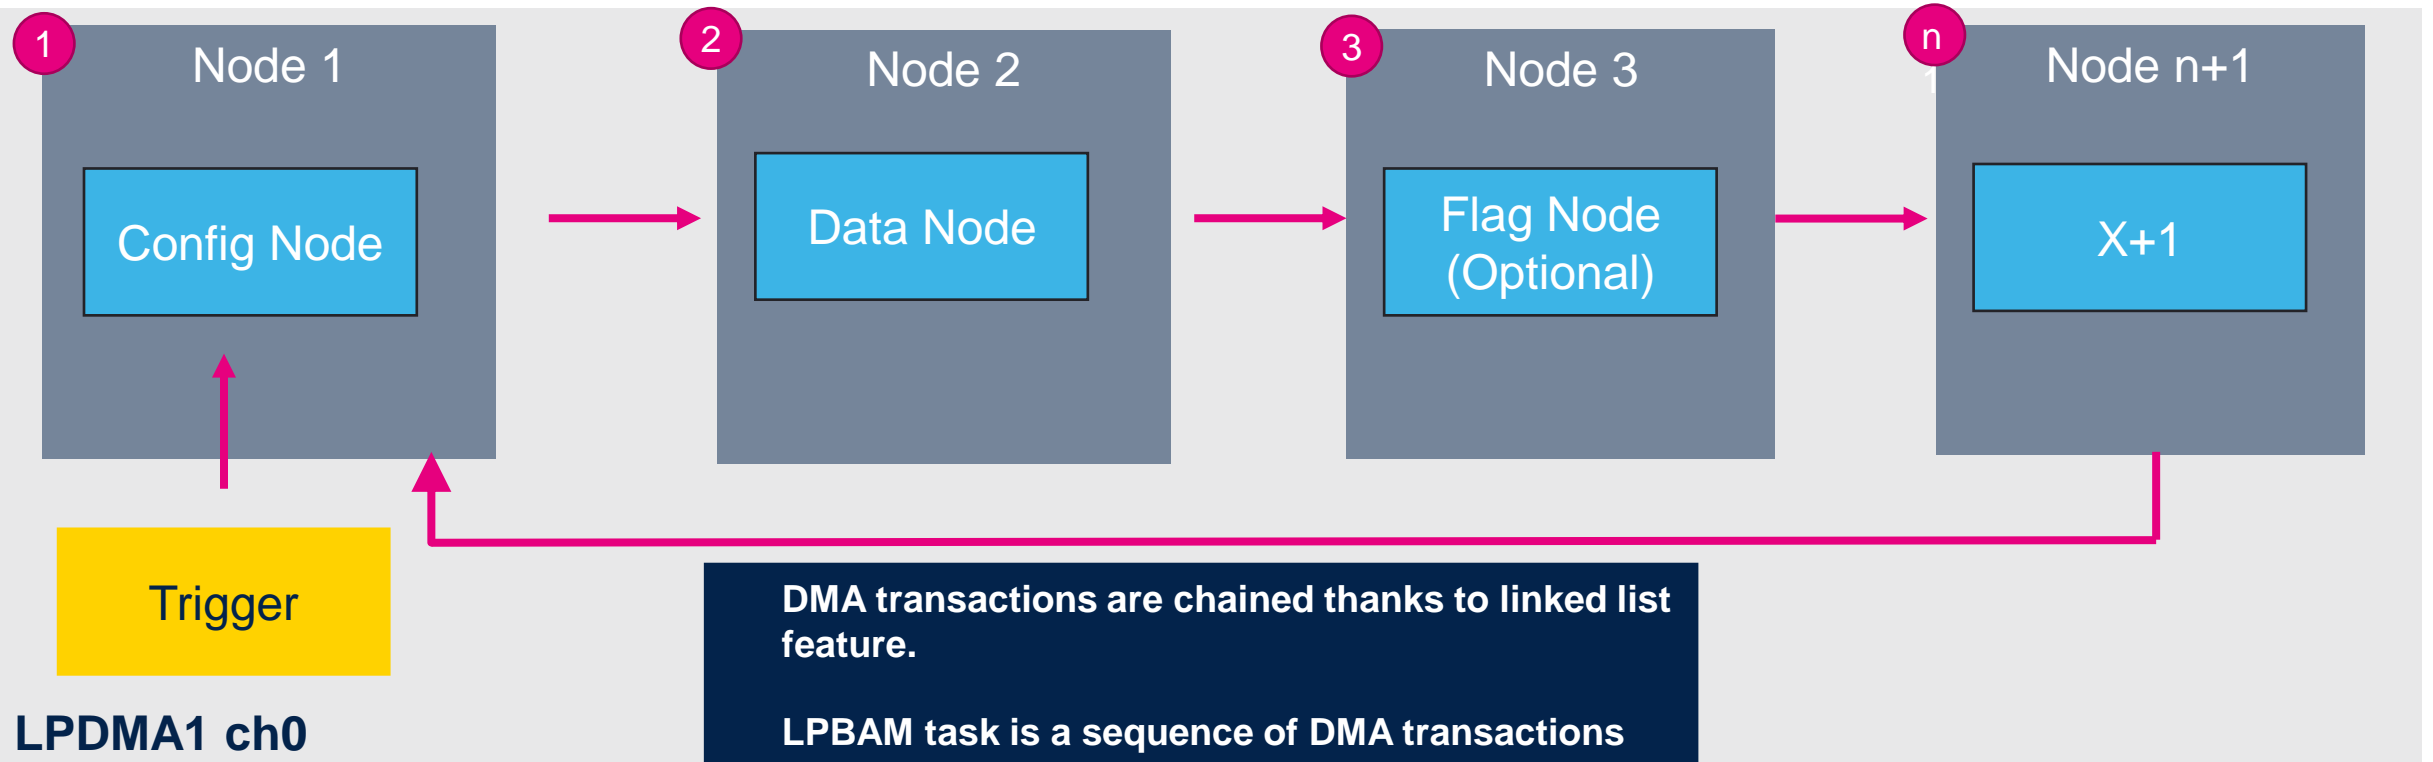 1
Node 1
Config Node
2
Node 2
Data Node
3
Node 3
Flag Node
(Optional)
n
1
Node n+1
X+1
Trigger
LPDMA1 ch0
DMA transactions are chained thanks to linked list
feature.
LPBAM task is a sequence of DMA transactions